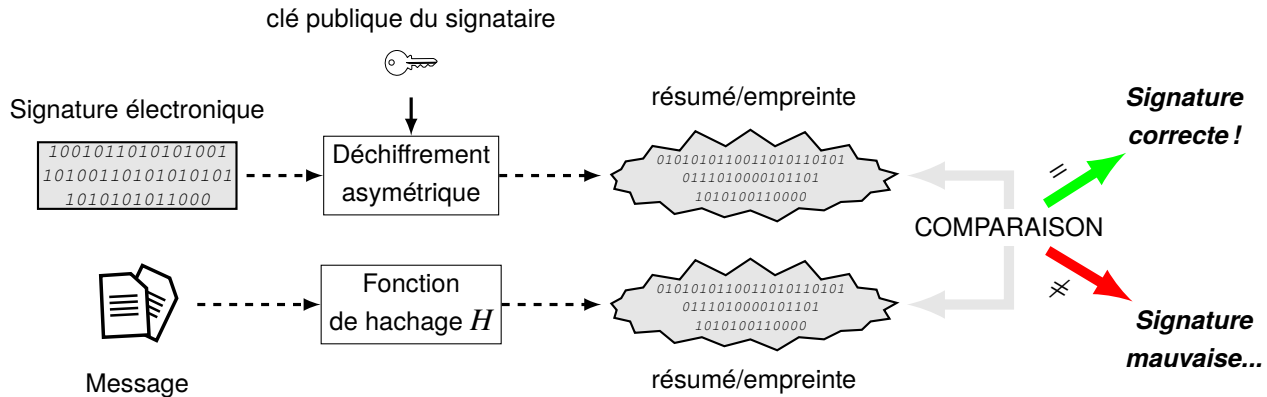 clé publique du signataire
Signature électronique
1001011010101001
10100110101010101
1010101011000
Déchiffrement
asymétrique
résumé/empreinte
0101010110011010110101
0111010000101101
1010100110000
=
Signature
correcte !
COMPARAISON
≠
Signature
mauvaise...
Message
Fonction
de hachage H
0101010110011010110101
0111010000101101
1010100110000
résumé/empreinte